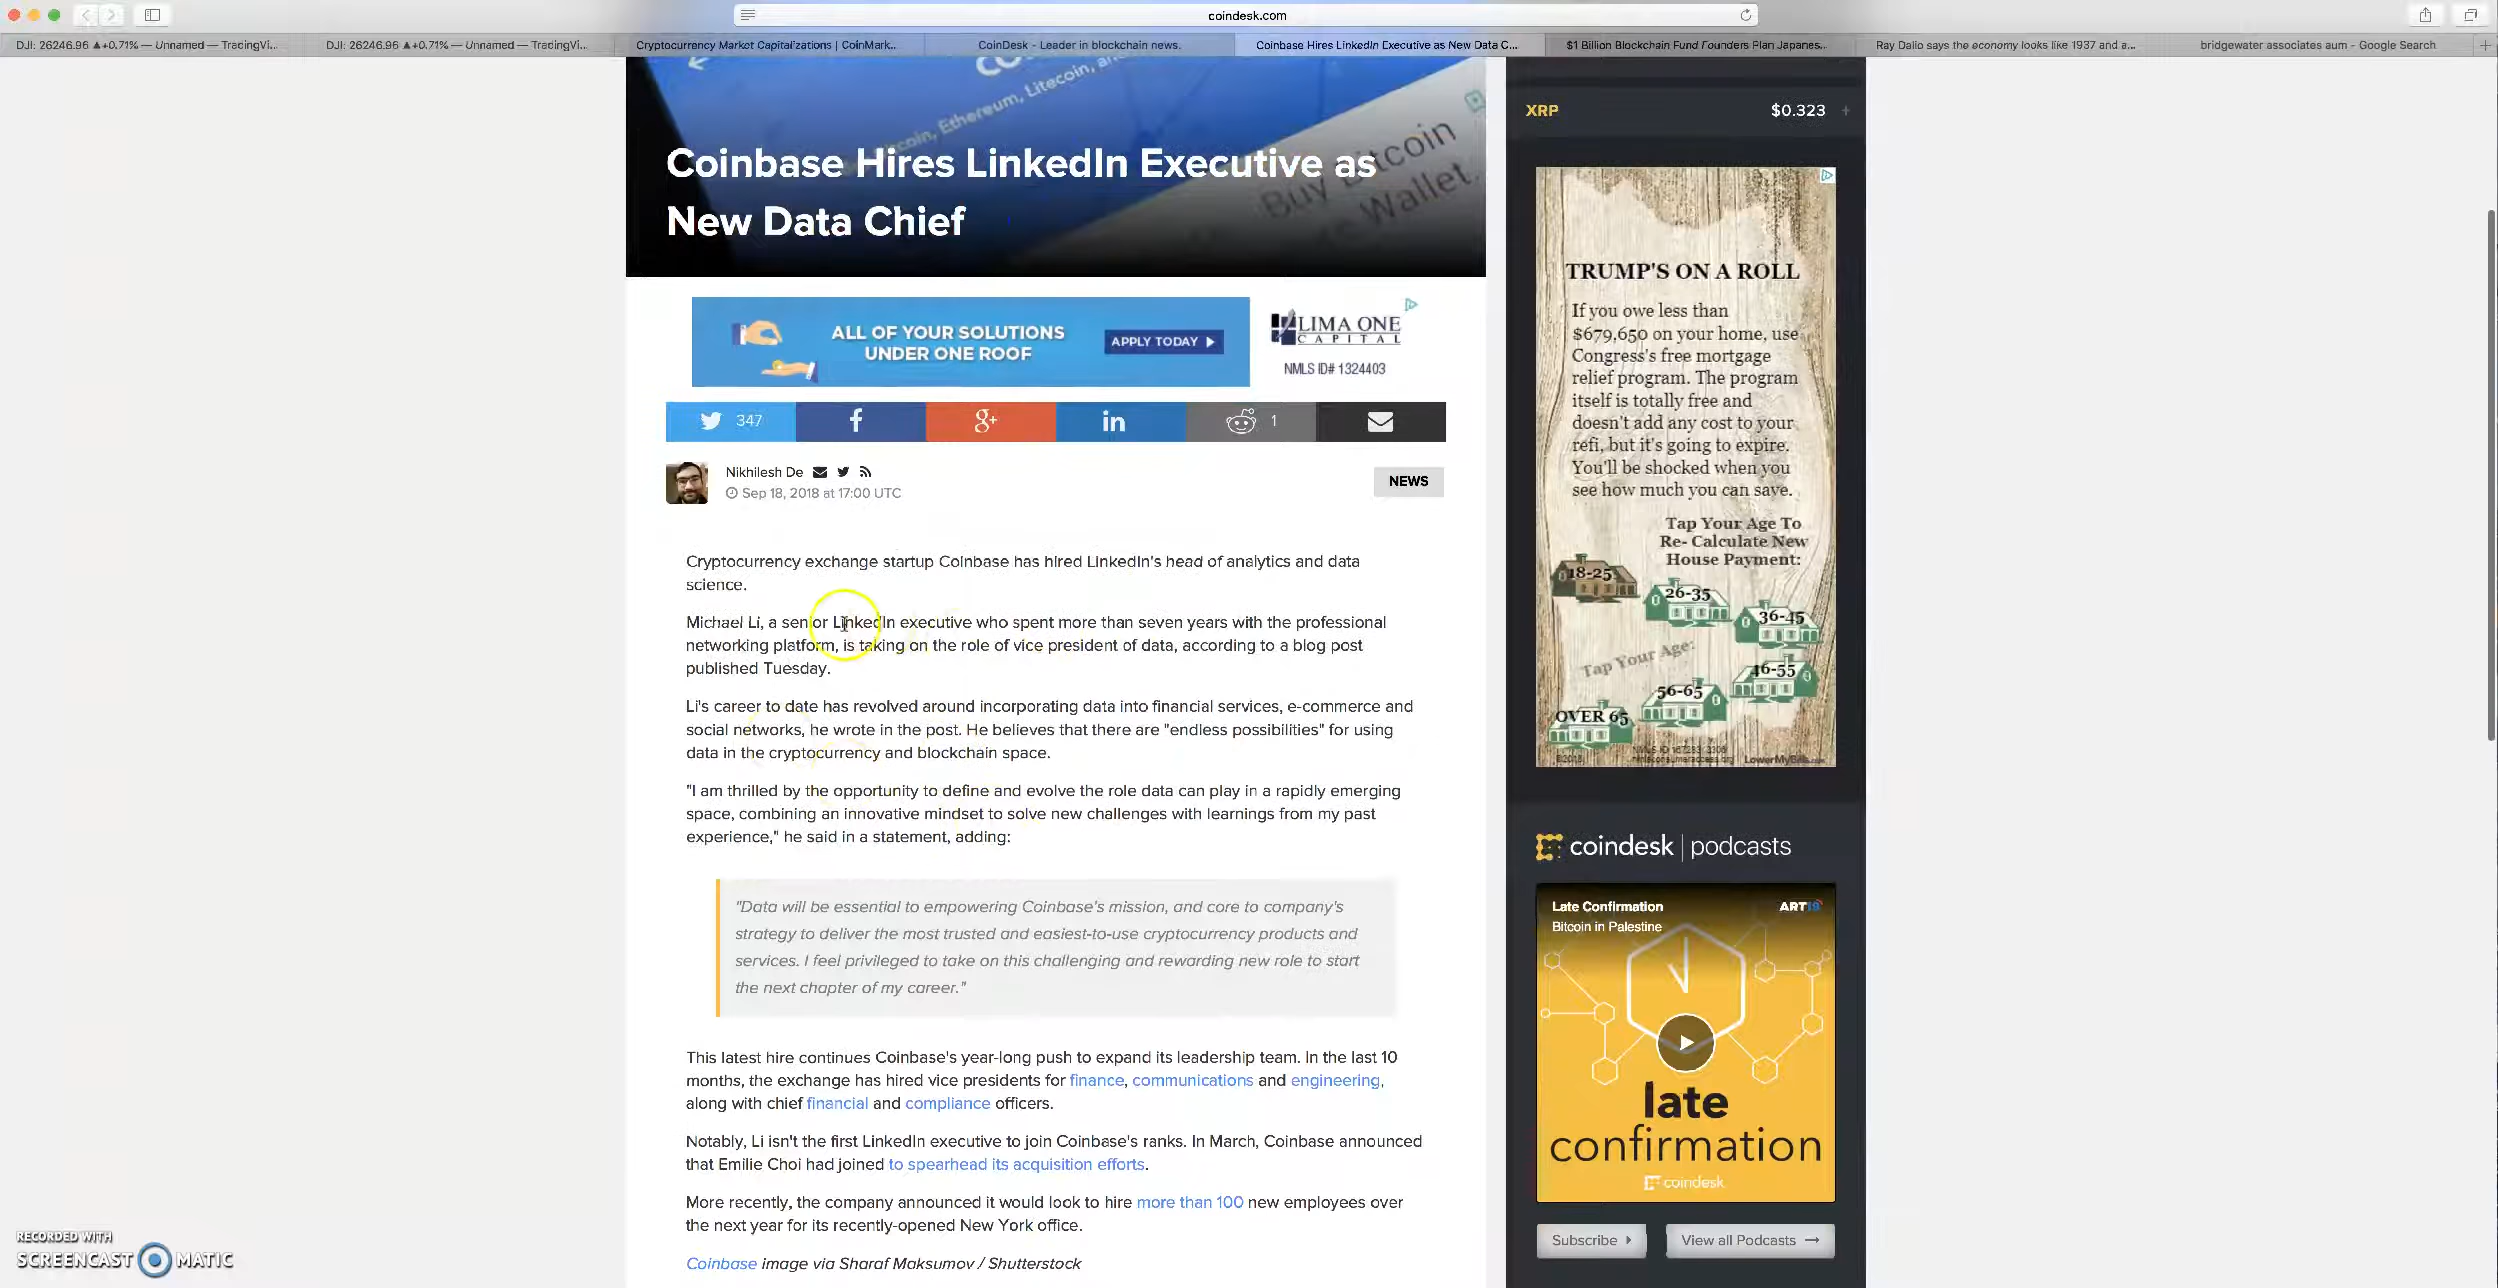 coindesk.com
DJI: 26246.96 ▲+0.71% — Unnamed — TradingVi...
DJI: 26246.96 ▲+0.71% — Unnamed — TradingVi...
Cryptocurrency Market Capitalizations | CoinMark...
CoinDesk - Leader in blockchain news.
Coinbase Hires LinkedIn Executive as New Data C...
$1 Billion Blockchain Fund Founders Plan Japanes...
Ray Dalio says the economy looks like 1937 and a...
bridgewater associates aum - Google Search
Bitcoin, Ethereum, Litecoin, an
Buy Bitcoin
Wallet.
Coinbase Hires LinkedIn Executive as
New Data Chief
ALL OF YOUR SOLUTIONS
UNDER ONE ROOF
APPLY TODAY
LIMA ONE
CAPITAL
NMLS ID# 1324403
347
g+
in
1
Nikhilesh De
Sep 18, 2018 at 17:00 UTC
NEWS
Cryptocurrency exchange startup Coinbase has hired LinkedIn's head of analytics and data
science.
Michael Li, a senior LinkedIn executive who spent more than seven years with the professional
networking platform, is taking on the role of vice president of data, according to a blog post
published Tuesday.
Li's career to date has revolved around incorporating data into financial services, e-commerce and
social networks, he wrote in the post. He believes that there are "endless possibilities" for using
data in the cryptocurrency and blockchain space.
"I am thrilled by the opportunity to define and evolve the role data can play in a rapidly emerging
space, combining an innovative mindset to solve new challenges with learnings from my past
experience," he said in a statement, adding:
"Data will be essential to empowering Coinbase's mission, and core to company's
strategy to deliver the most trusted and easiest-to-use cryptocurrency products and
services. I feel privileged to take on this challenging and rewarding new role to start
the next chapter of my career."
This latest hire continues Coinbase's year-long push to expand its leadership team. In the last 10
months, the exchange has hired vice presidents for finance, communications and engineering,
along with chief financial and compliance officers.
Notably, Li isn't the first LinkedIn executive to join Coinbase's ranks. In March, Coinbase announced
that Emilie Choi had joined to spearhead its acquisition efforts.
More recently, the company announced it would look to hire more than 100 new employees over
the next year for its recently-opened New York office.
Coinbase image via Sharaf Maksumov / Shutterstock
XRP
$0.323 +
TRUMP'S ON A ROLL
If you owe less than
$679,650 on your home, use
Congress's free mortgage
relief program. The program
itself is totally free and
doesn't add any cost to your
refi, but it's going to expire.
You'll be shocked when you
see how much you can save.
Tap Your Age To
Re- Calculate New
House Payment:
18-25
26-35
36-45
Tap Your Age:
46-55
56-65
OVER 65
LowerMyBills.com
coindesk | podcasts
Late Confirmation
ART19
Bitcoin in Palestine
late
confirmation
coindesk
Subscribe
View all Podcasts →
RECORDED WITH
SCREENCAST MATIC